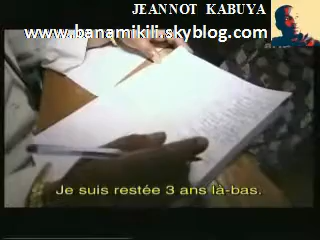 JEANNOT KABUYA
www.banamikili.skyblog.com
Je suis restée 3 ans là-bas.